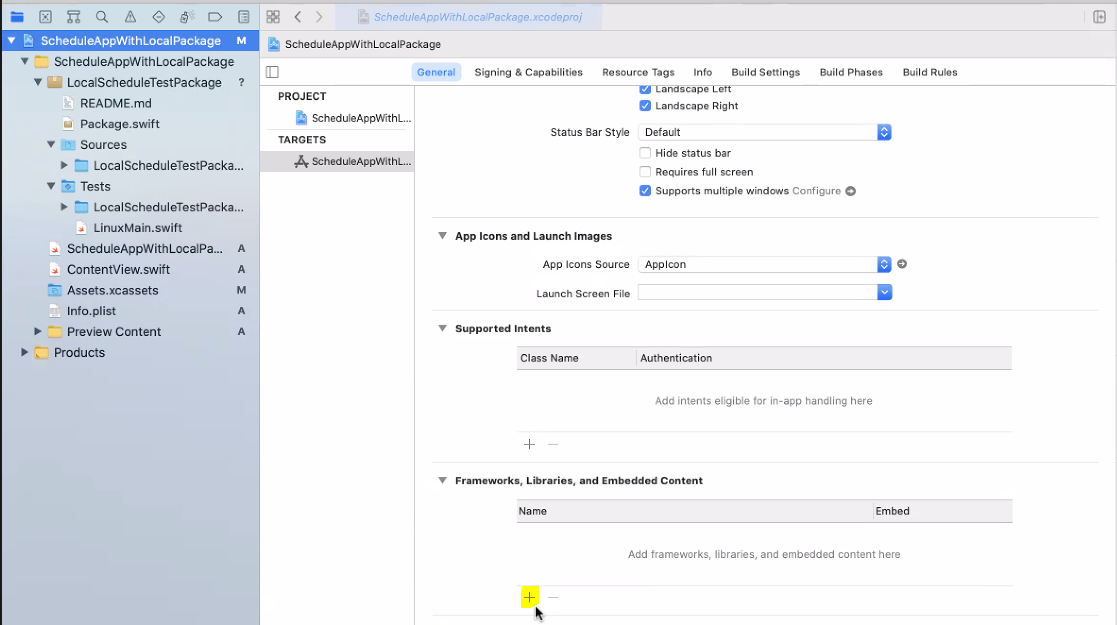 ScheduleAppWithLocalPackage.xcodeproj
ScheduleAppWithLocalPackage M
ScheduleAppWithLocalPackage
LocalScheduleTestPackage ?
README.md
Package.swift
Sources
LocalScheduleTestPacka...
Tests
LocalScheduleTestPacka...
LinuxMain.swift
ScheduleAppWithLocalPa... A
ContentView.swift A
Assets.xcassets M
Info.plist A
Preview Content A
Products
ScheduleAppWithLocalPackage
General Signing & Capabilities Resource Tags Info Build Settings Build Phases Build Rules
PROJECT
ScheduleAppWithL...
TARGETS
ScheduleAppWithL...
Landscape Left
Landscape Right
Status Bar Style Default
Hide status bar
Requires full screen
Supports multiple windows Configure
App Icons and Launch Images
App Icons Source AppIcon
Launch Screen File
Supported Intents
Class Name Authentication
Add intents eligible for in-app handling here
Frameworks, Libraries, and Embedded Content
Name Embed
Add frameworks, libraries, and embedded content here